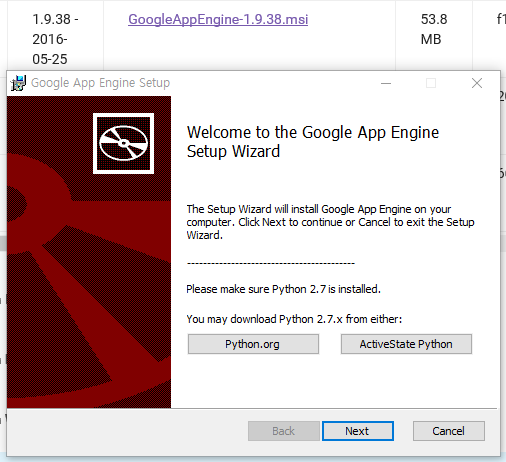 1.9.38 - GoogleAppEngine-1.9.38.msi 53.8
2016- MB
05-25
Google App Engine Setup
Welcome to the Google App Engine
Setup Wizard
The Setup Wizard will install Google App Engine on your
computer. Click Next to continue or Cancel to exit the Setup
Wizard.
------------------------------------------
Please make sure Python 2.7 is installed.
You may download Python 2.7.x from either:
Python.org ActiveState Python
Back Next Cancel